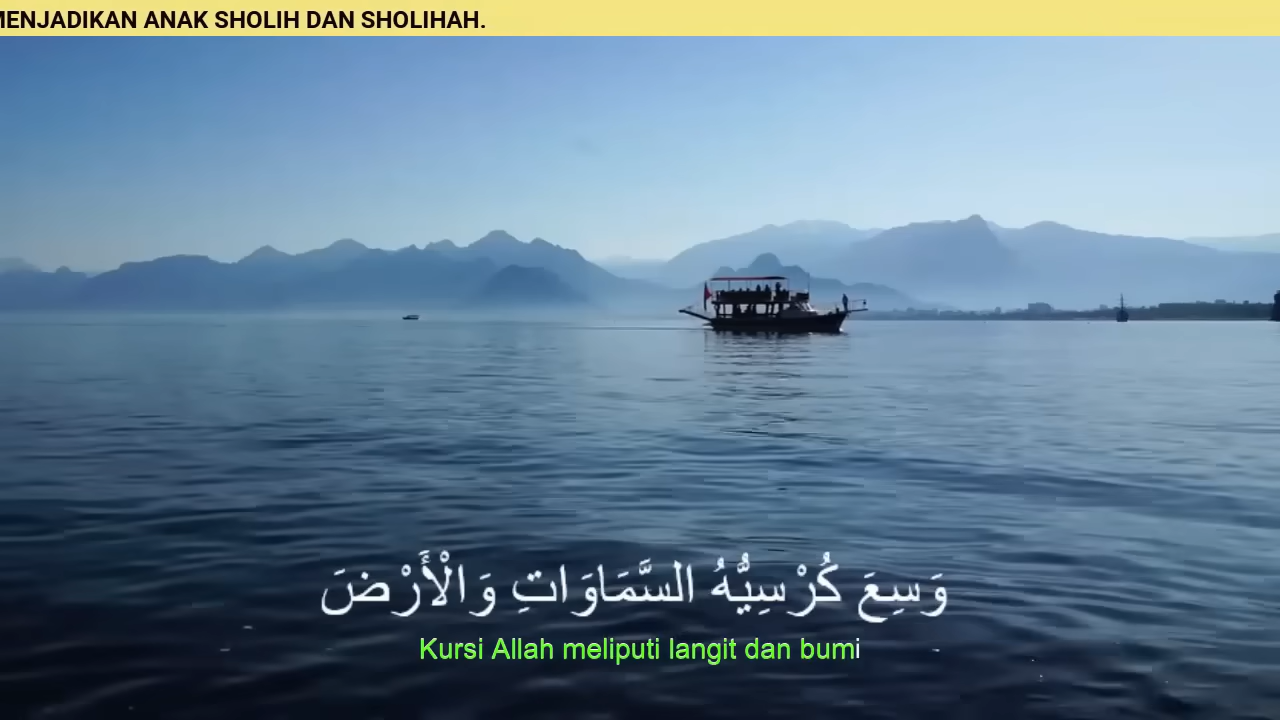 MENJADIKAN ANAK SHOLIH DAN SHOLIHAH.
وَسِعَ كُرْسِيُّهُ السَّمَاوَاتِ وَالْأَرْضَ
Kursi Allah meliputi langit dan bumi